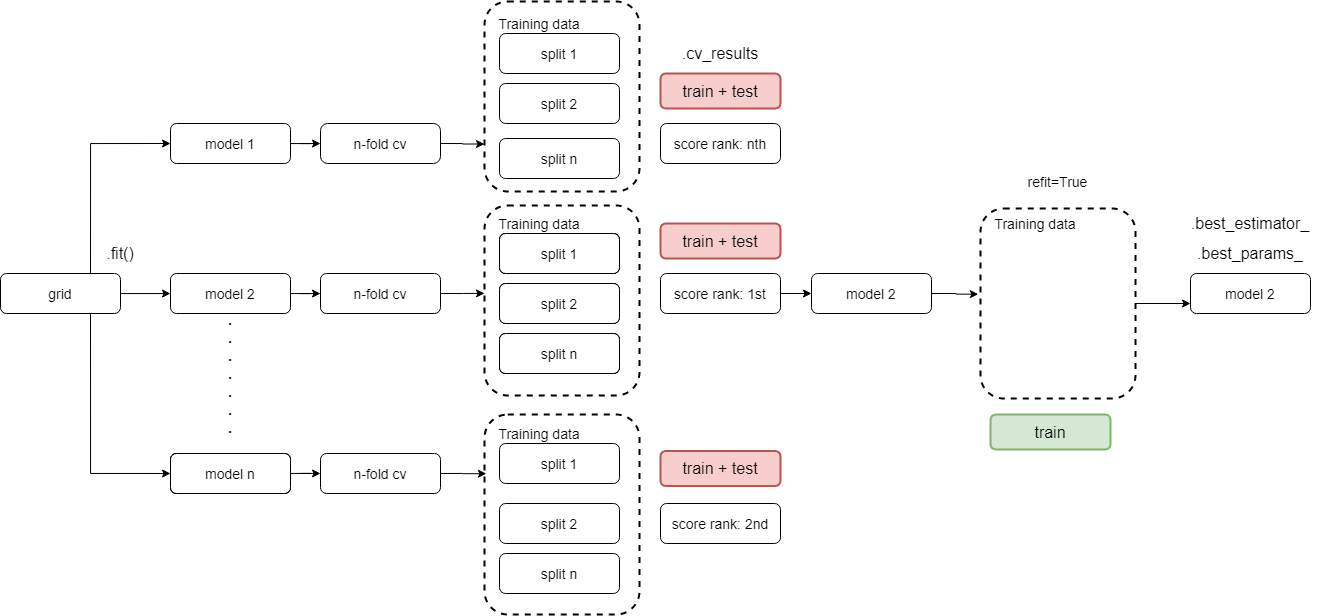 Training data
split 1
split 2
split n
.cv_results
train + test
score rank: nth
model 1
n-fold cv
.fit()
grid
model 2
n-fold cv
Training data
split 1
split 2
split n
train + test
score rank: 1st
model 2
refit=True
Training data
train
.best_estimator_
.best_params_
model 2
model n
n-fold cv
Training data
split 1
split 2
split n
train + test
score rank: 2nd